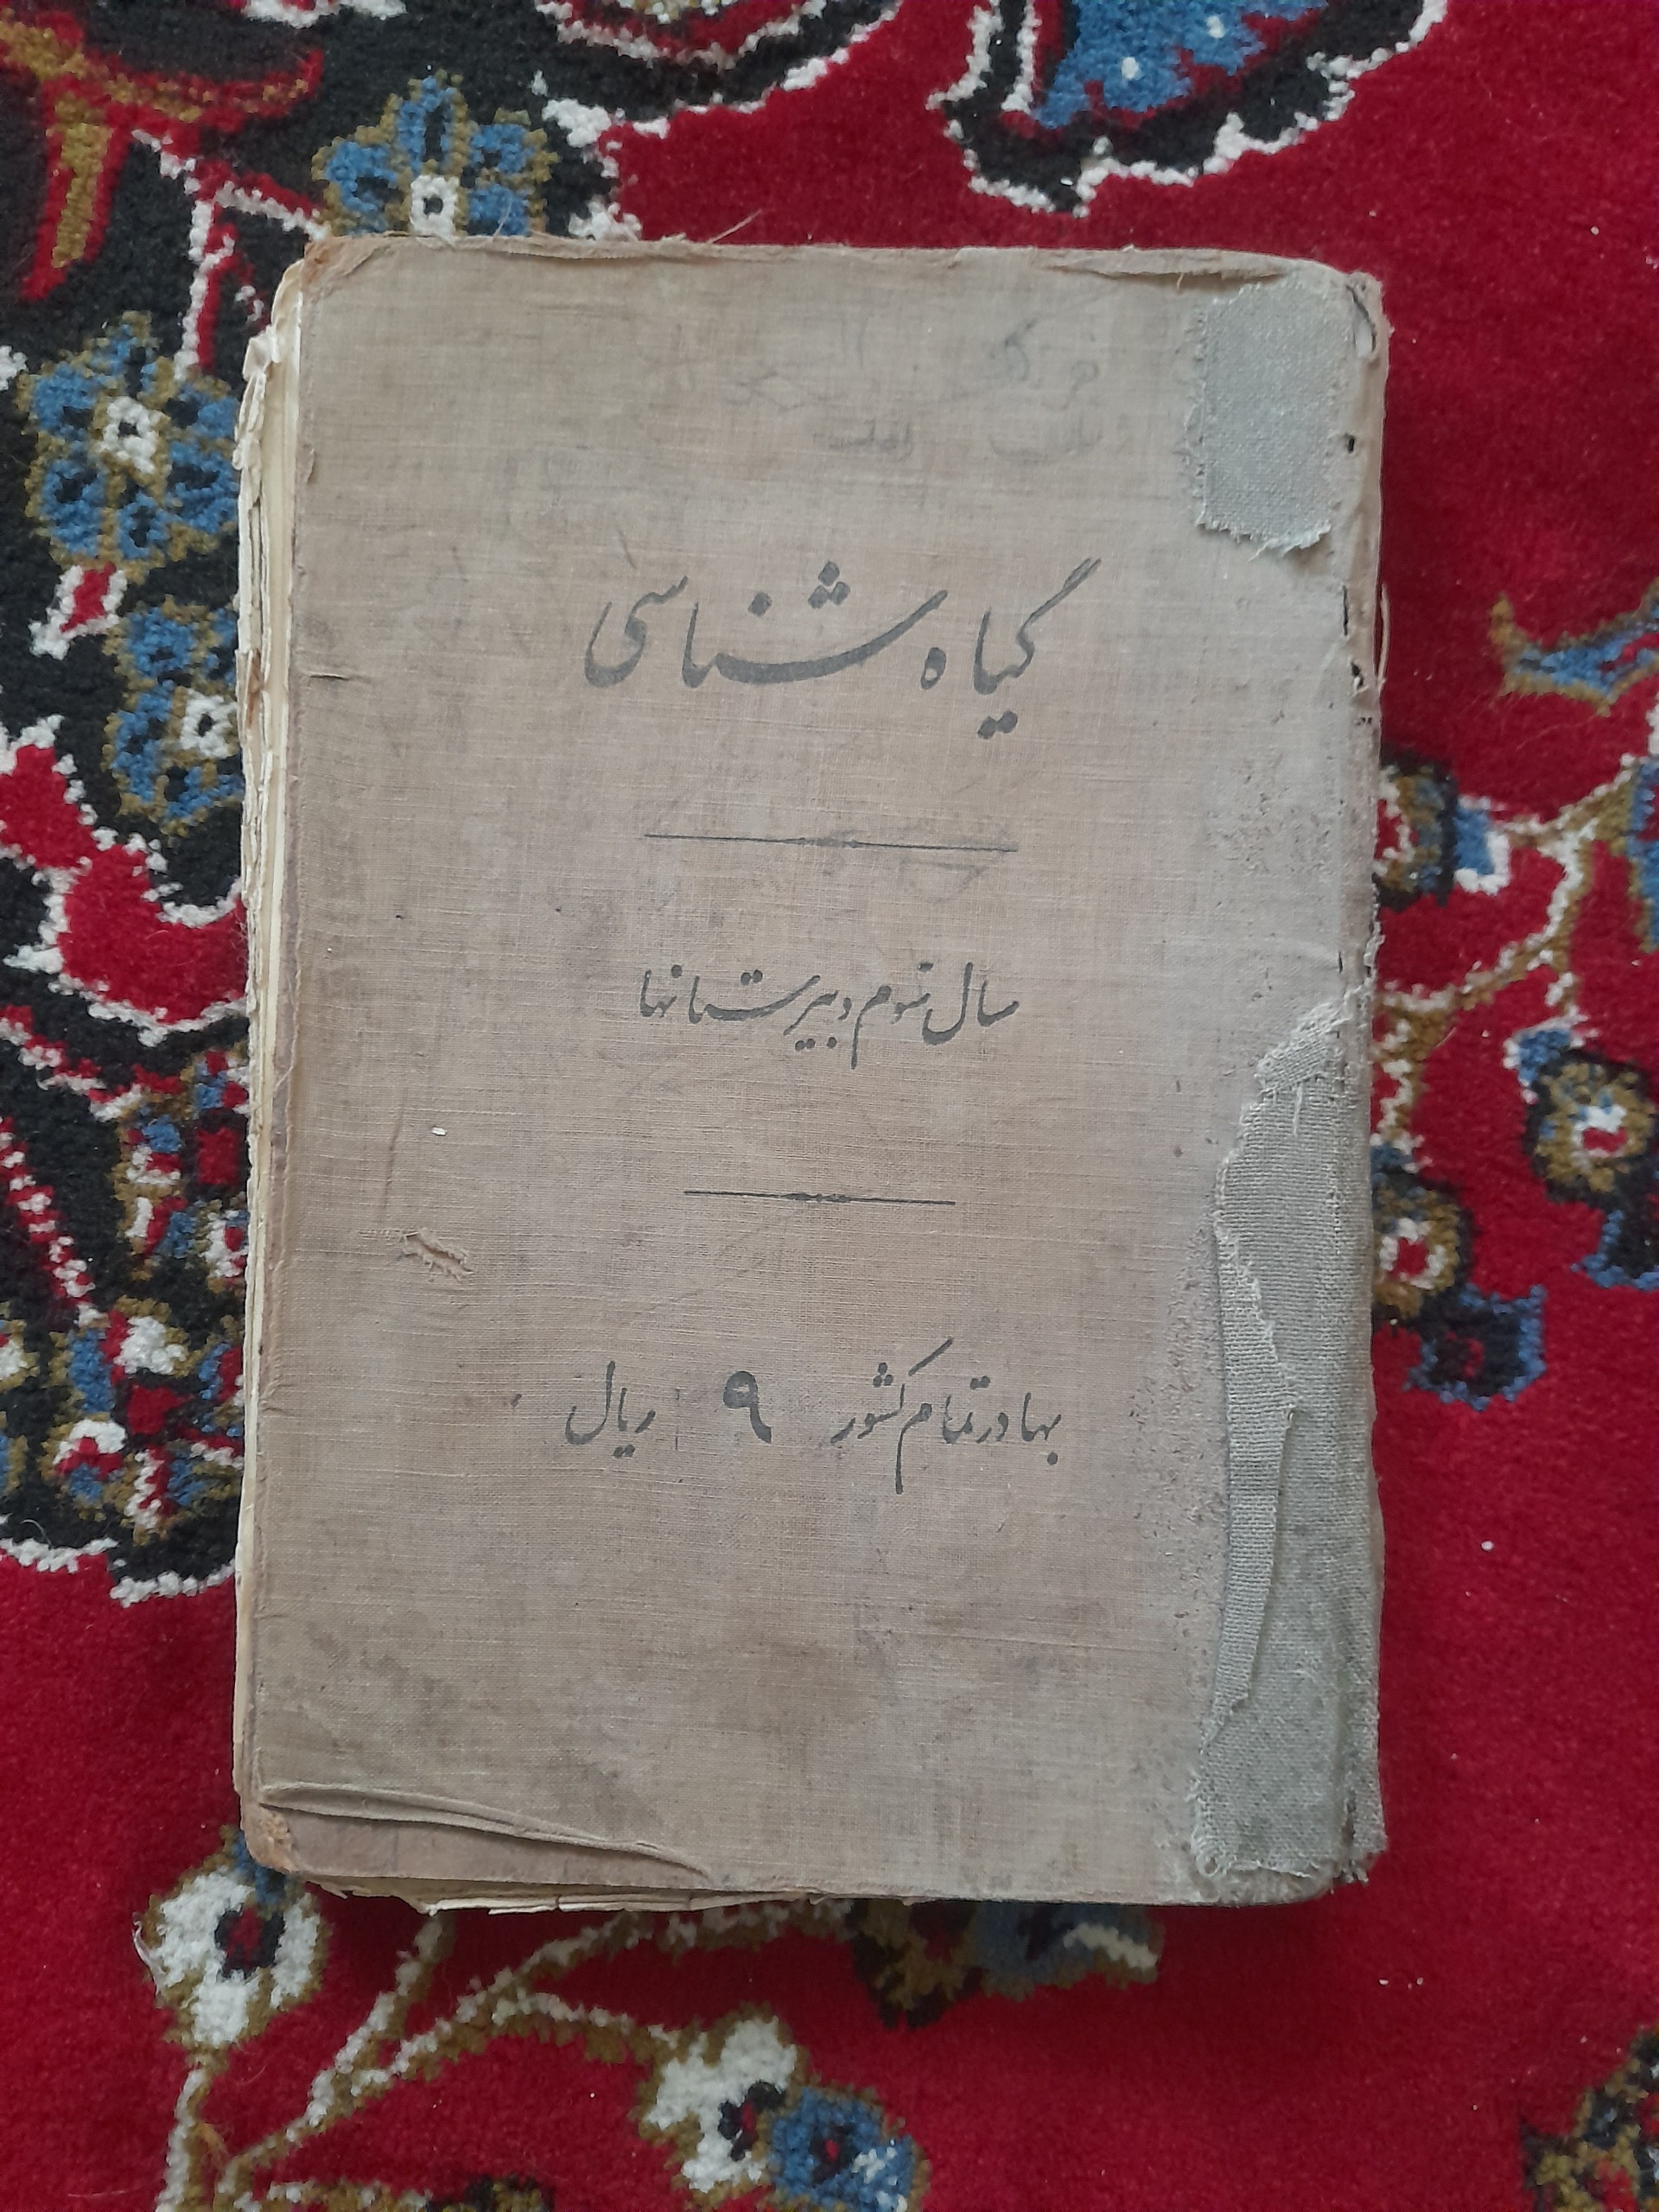 گیاه شناسی
سال سوم دبیرستانها
بها در تمام کشور ۹ ریال